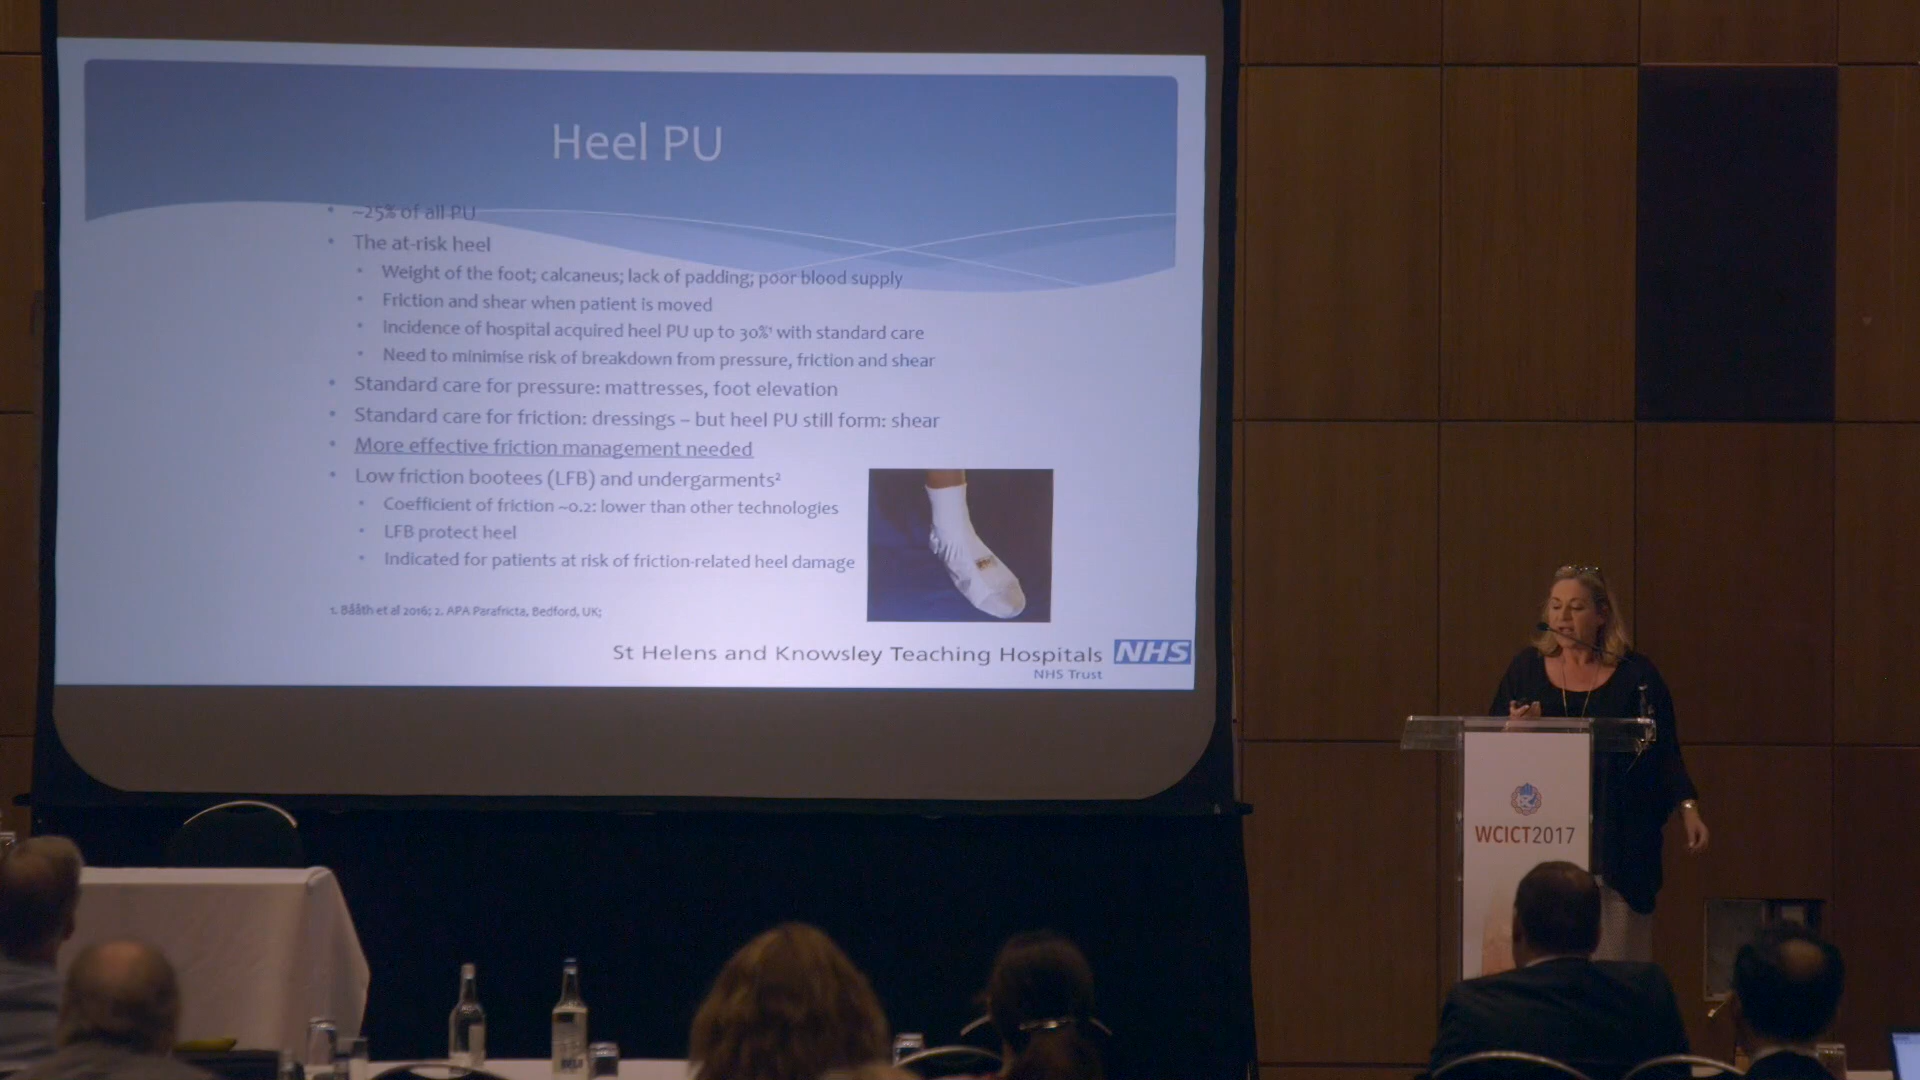 Heel PU
• ~25% of all PU
• The at-risk heel
• Weight of the foot; calcaneus; lack of padding; poor blood supply
• Friction and shear when patient is moved
• Incidence of hospital acquired heel PU up to 30%¹ with standard care
• Need to minimise risk of breakdown from pressure, friction and shear
• Standard care for pressure: mattresses, foot elevation
• Standard care for friction: dressings – but heel PU still form: shear
• More effective friction management needed
• Low friction bootees (LFB) and undergarments²
• Coefficient of friction ~0.2: lower than other technologies
• LFB protect heel
• Indicated for patients at risk of friction-related heel damage
1. Bååth et al 2016; 2. APA Parafricta, Bedford, UK;
St Helens and Knowsley Teaching Hospitals NHS
NHS Trust
WCICT2017